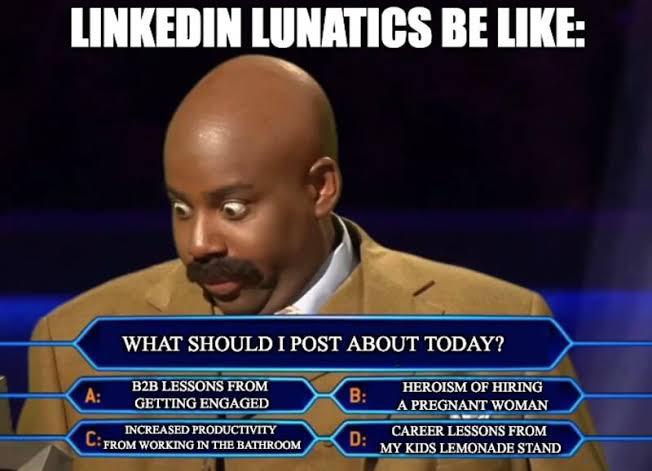 LINKEDIN LUNATICS BE LIKE:
WHAT SHOULD I POST ABOUT TODAY?
A: B2B LESSONS FROM
GETTING ENGAGED
B: HEROISM OF HIRING
A PREGNANT WOMAN
C: INCREASED PRODUCTIVITY
FROM WORKING IN THE BATHROOM
D: CAREER LESSONS FROM
MY KIDS LEMONADE STAND